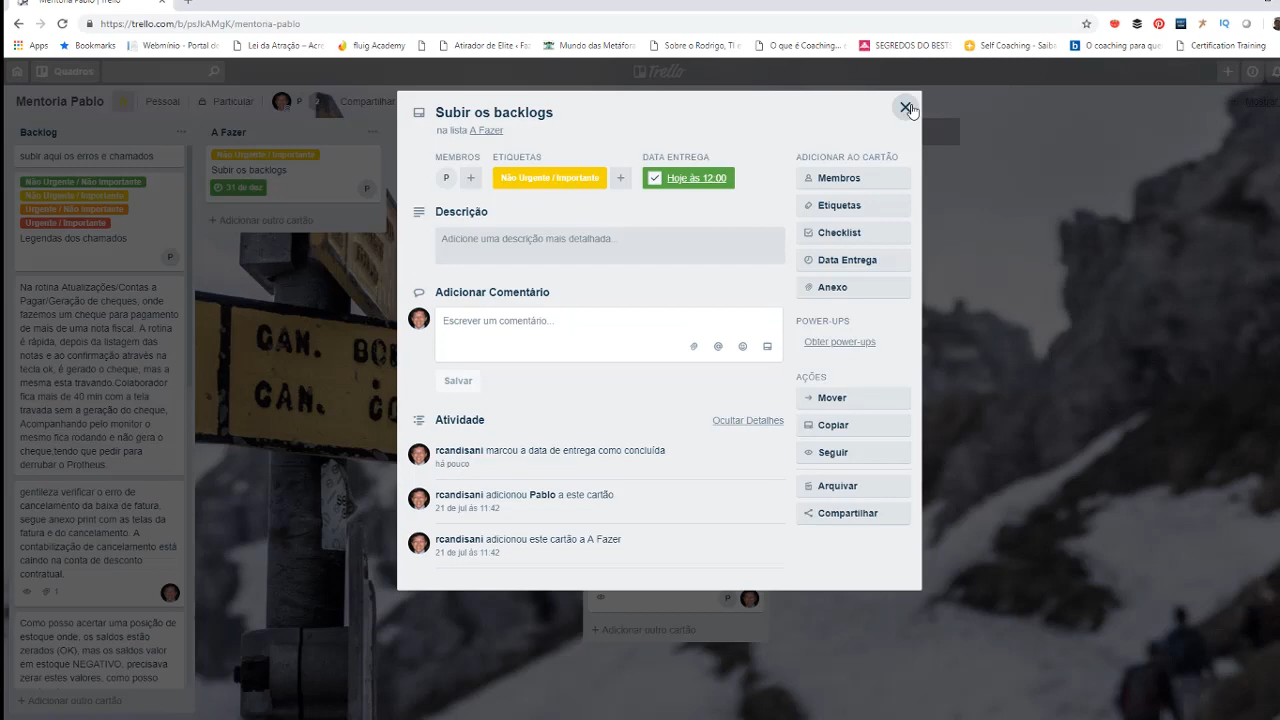 Mentoria Pablo | Trello
https://trello.com/b/psJkAMgK/mentoria-pablo
Apps
Bookmarks
Webmínio - Portal de
Lei da Atração – Acre
fluig Academy
Atirador de Elite ‹ Faz
Mundo das Metáfora
Sobre o Rodrigo, TI e
O que é Coaching...
SEGREDOS DO BEST
Self Coaching - Saiba
O coaching para que
Certification Training
Quadros
Trello
Mentoria Pablo
Pessoal
Particular
P
Compartilhar
Mostrar
Backlog
subir aqui os erros e chamados
Não Urgente / Não Importante
Não Urgente / Importante
Urgente / Não Importante
Urgente / Importante
Legendas dos chamados
P
Na rotina Atualizações/Contas a
Pagar/Geração de cheques, onde
fazemos um cheque para pagamento
de mais de uma nota fiscal. A rotina
é rápida, depois da listagem das
notas e ao confirmação através na
tecla ok, é gerado o cheque, mas a
mesma esta travando.Colaborador
fica mais de 40 min com a tela
travada sem a geração do cheque,
Acompanhando pelo monitor o
mesmo fica rodando e não gera o
cheque,tendo que pedir para
derrubar o Protheus.
gentileza verificar o erro de
cancelamento da baixa de fatura.
segue anexo print com as telas da
fatura e do cancelamento. A
contabilização de cancelamento está
caindo na conta de desconto
contratual.
1
Como posso acertar uma posição de
estoque onde, os saldos estão
zerados (OK), mas os saldos valor
em estoque NEGATIVO. precisava
zerar estes valores, como posso
+ Adicionar outro cartão
A Fazer
Não Urgente / Importante
Subir os backlogs
31 de dez
P
+ Adicionar outro cartão
CAN.
CAN.
Subir os backlogs
na lista A Fazer
MEMBROS
ETIQUETAS
DATA ENTREGA
P
+
Não Urgente / Importante
+
Hoje às 12:00
Descrição
Adicione uma descrição mais detalhada...
Adicionar Comentário
Escrever um comentário...
Salvar
Atividade
Ocultar Detalhes
rcandisani marcou a data de entrega como concluída
há pouco
rcandisani adicionou Pablo a este cartão
21 de jul às 11:42
rcandisani adicionou este cartão a A Fazer
21 de jul às 11:42
ADICIONAR AO CARTÃO
Membros
Etiquetas
Checklist
Data Entrega
Anexo
POWER-UPS
Obter power-ups
AÇÕES
Mover
Copiar
Seguir
Arquivar
Compartilhar
P
+ Adicionar outro cartão